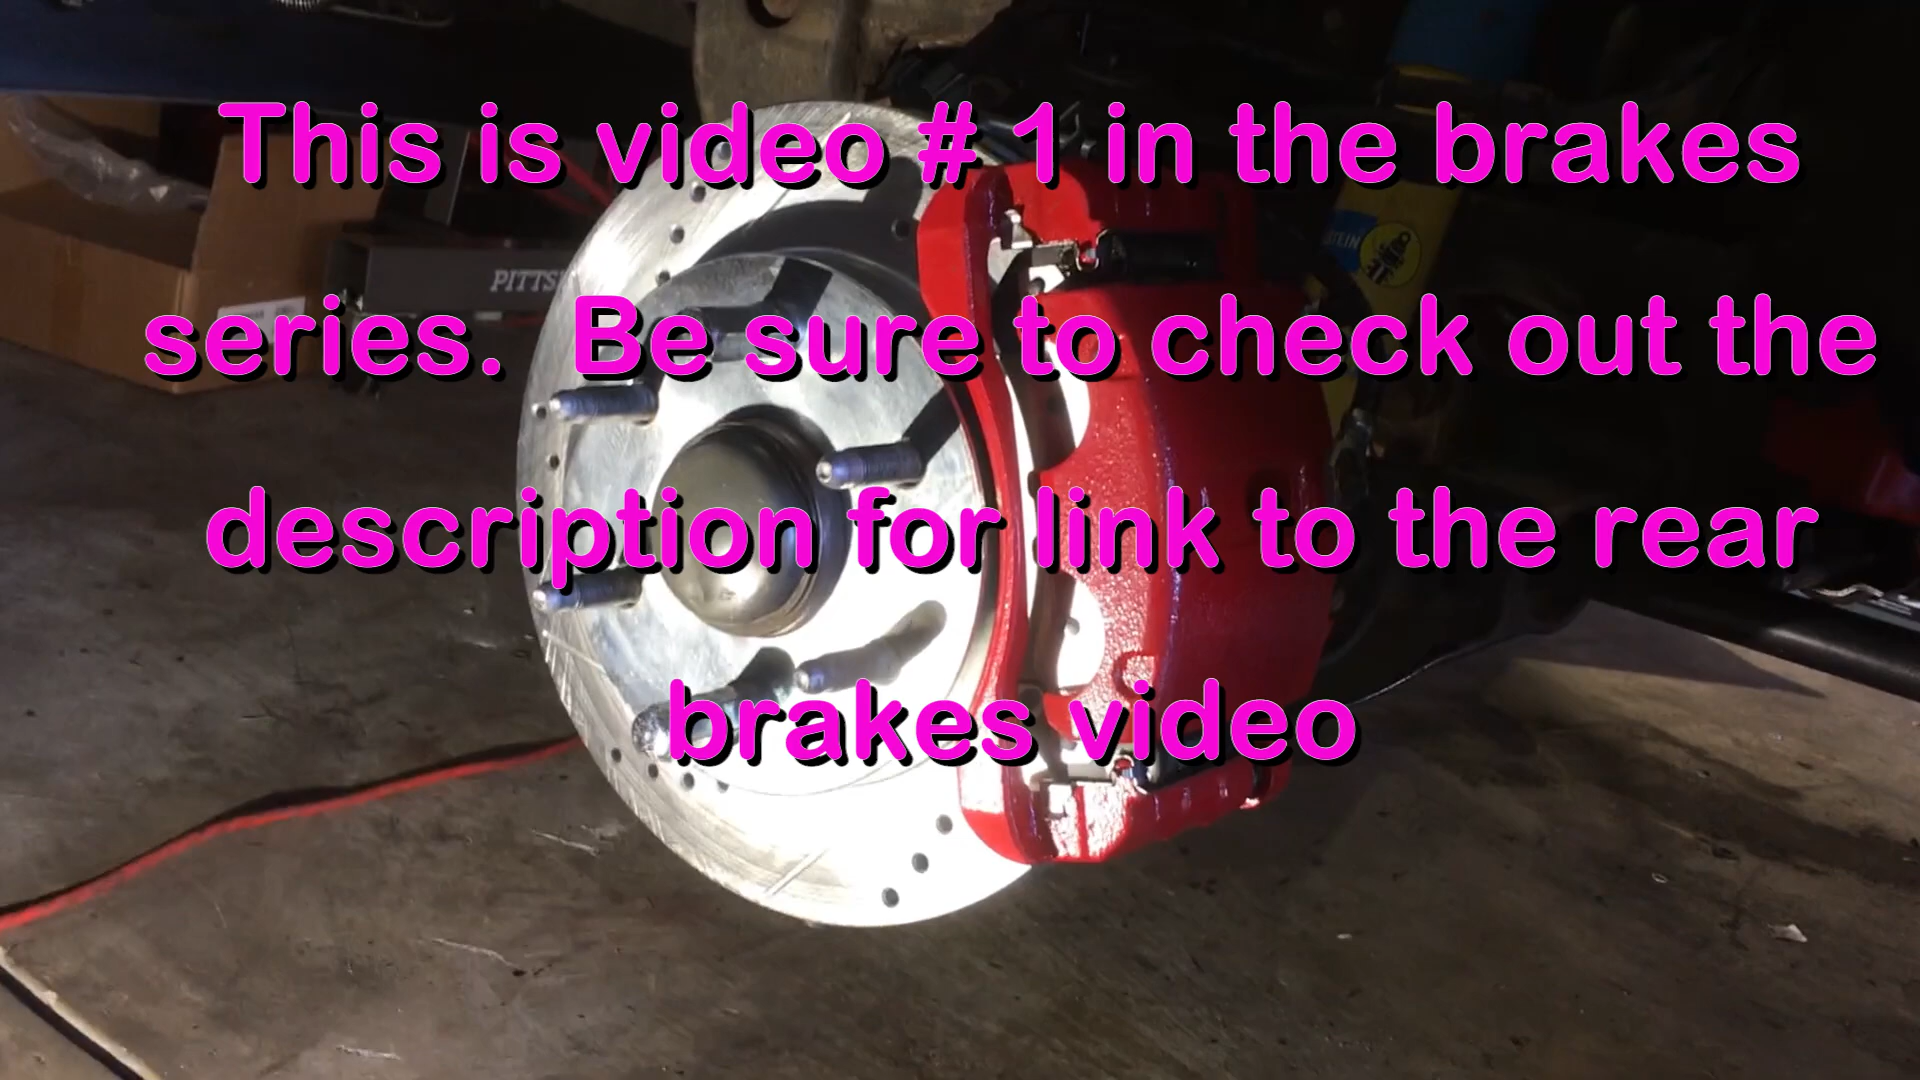 This is video # 1 in the brakes
series.  Be sure to check out the
description for link to the rear
brakes video
PITTS
STEIN